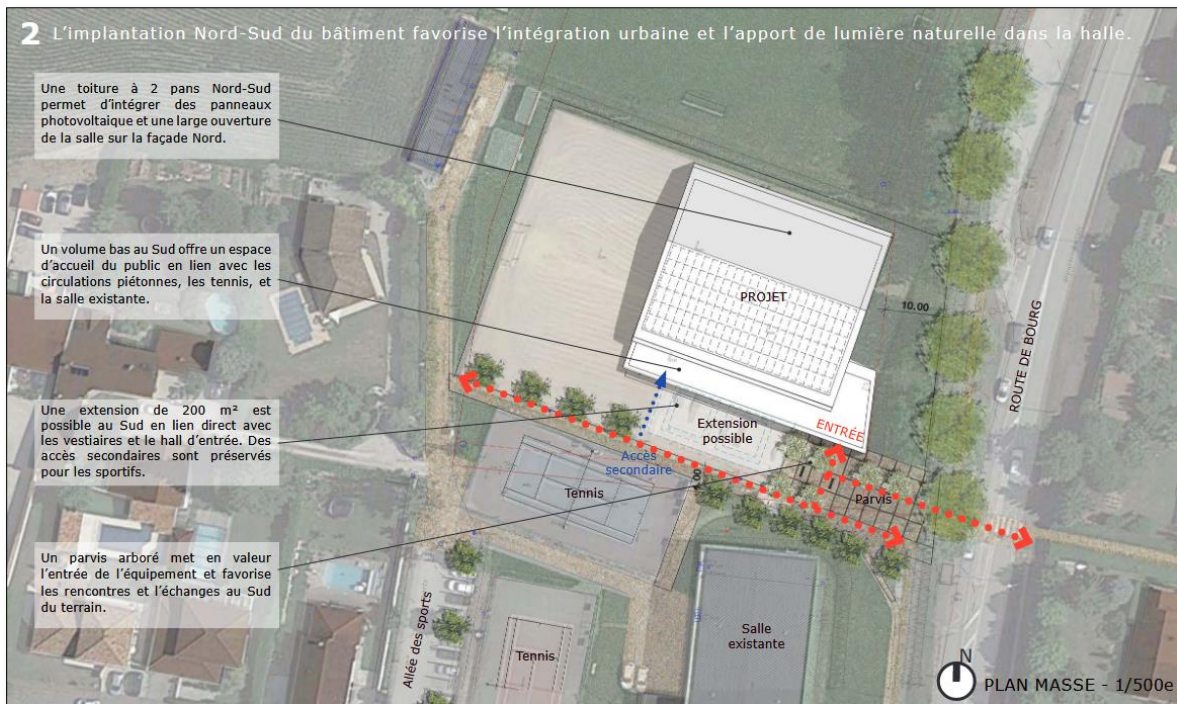 2 L'implantation Nord-Sud du bâtiment favorise l'intégration urbaine et l'apport de lumière naturelle dans la halle.
Une toiture à 2 pans Nord-Sud
permet d'intégrer des panneaux
photovoltaique et une large ouverture
de la salle sur la façade Nord.
Un volume bas au Sud offre un espace
d'accueil du public en lien avec les
circulations piétonnes, les tennis, et
la salle existante.
Une extension de 200 m² est
possible au Sud en lien direct avec
les vestiaires et le hall d'entrée. Des
accès secondaires sont préservés
pour les sportifs.
Un parvis arboré met en valeur
l'entrée de l'équipement et favorise
les rencontres et l'échanges au Sud
du terrain.
PROJET
10.00
ROUTE DE BOURG
ENTRÉE
Extension
possible
Accès
secondaire
Tennis
Parvis
Allée des sports
Tennis
Salle
existante
N
PLAN MASSE - 1/500e